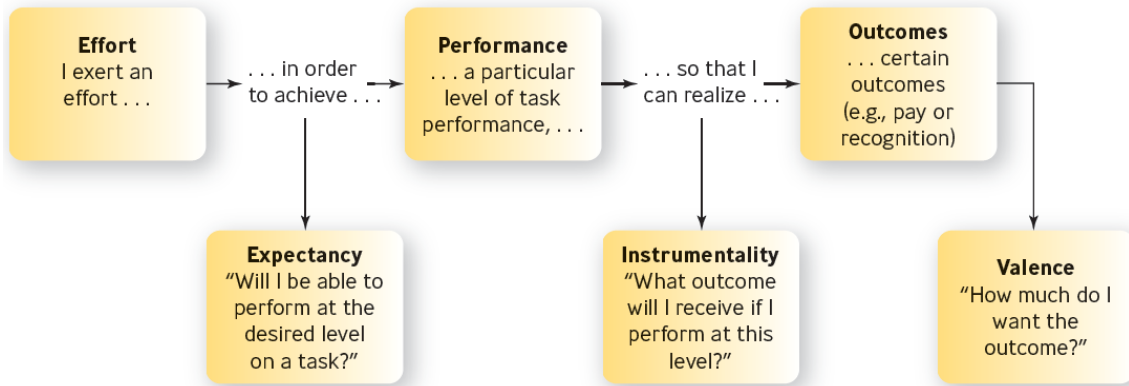 Effort
I exert an
effort . . .
. . . in order
to achieve . . .
Performance
. . . a particular
level of task
performance, . . .
. . . so that I
can realize . . .
Outcomes
. . . certain
outcomes
(e.g., pay or
recognition)
Expectancy
“Will I be able to
perform at the
desired level
on a task?”
Instrumentality
“What outcome
will I receive if I
perform at this
level?”
Valence
“How much do I
want the
outcome?”